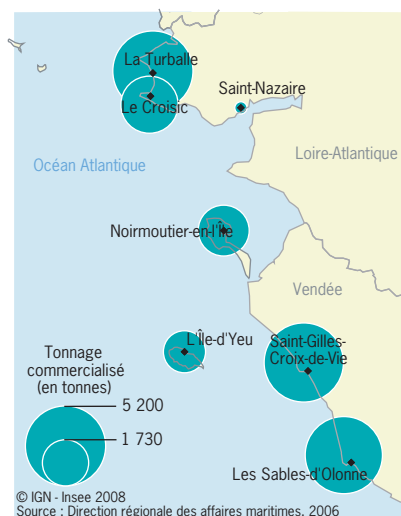 La Turballe
Saint-Nazaire
Le Croisic
Loire-Atlantique
Océan Atlantique
Noirmoutier-en-l'Île
Vendée
L'Île-d'Yeu
Saint-Gilles-
Croix-de-Vie
Tonnage
commercialisé
(en tonnes)
5 200
1 730
Les Sables-d'Olonne
© IGN - Insee 2008
Source : Direction régionale des affaires maritimes, 2006